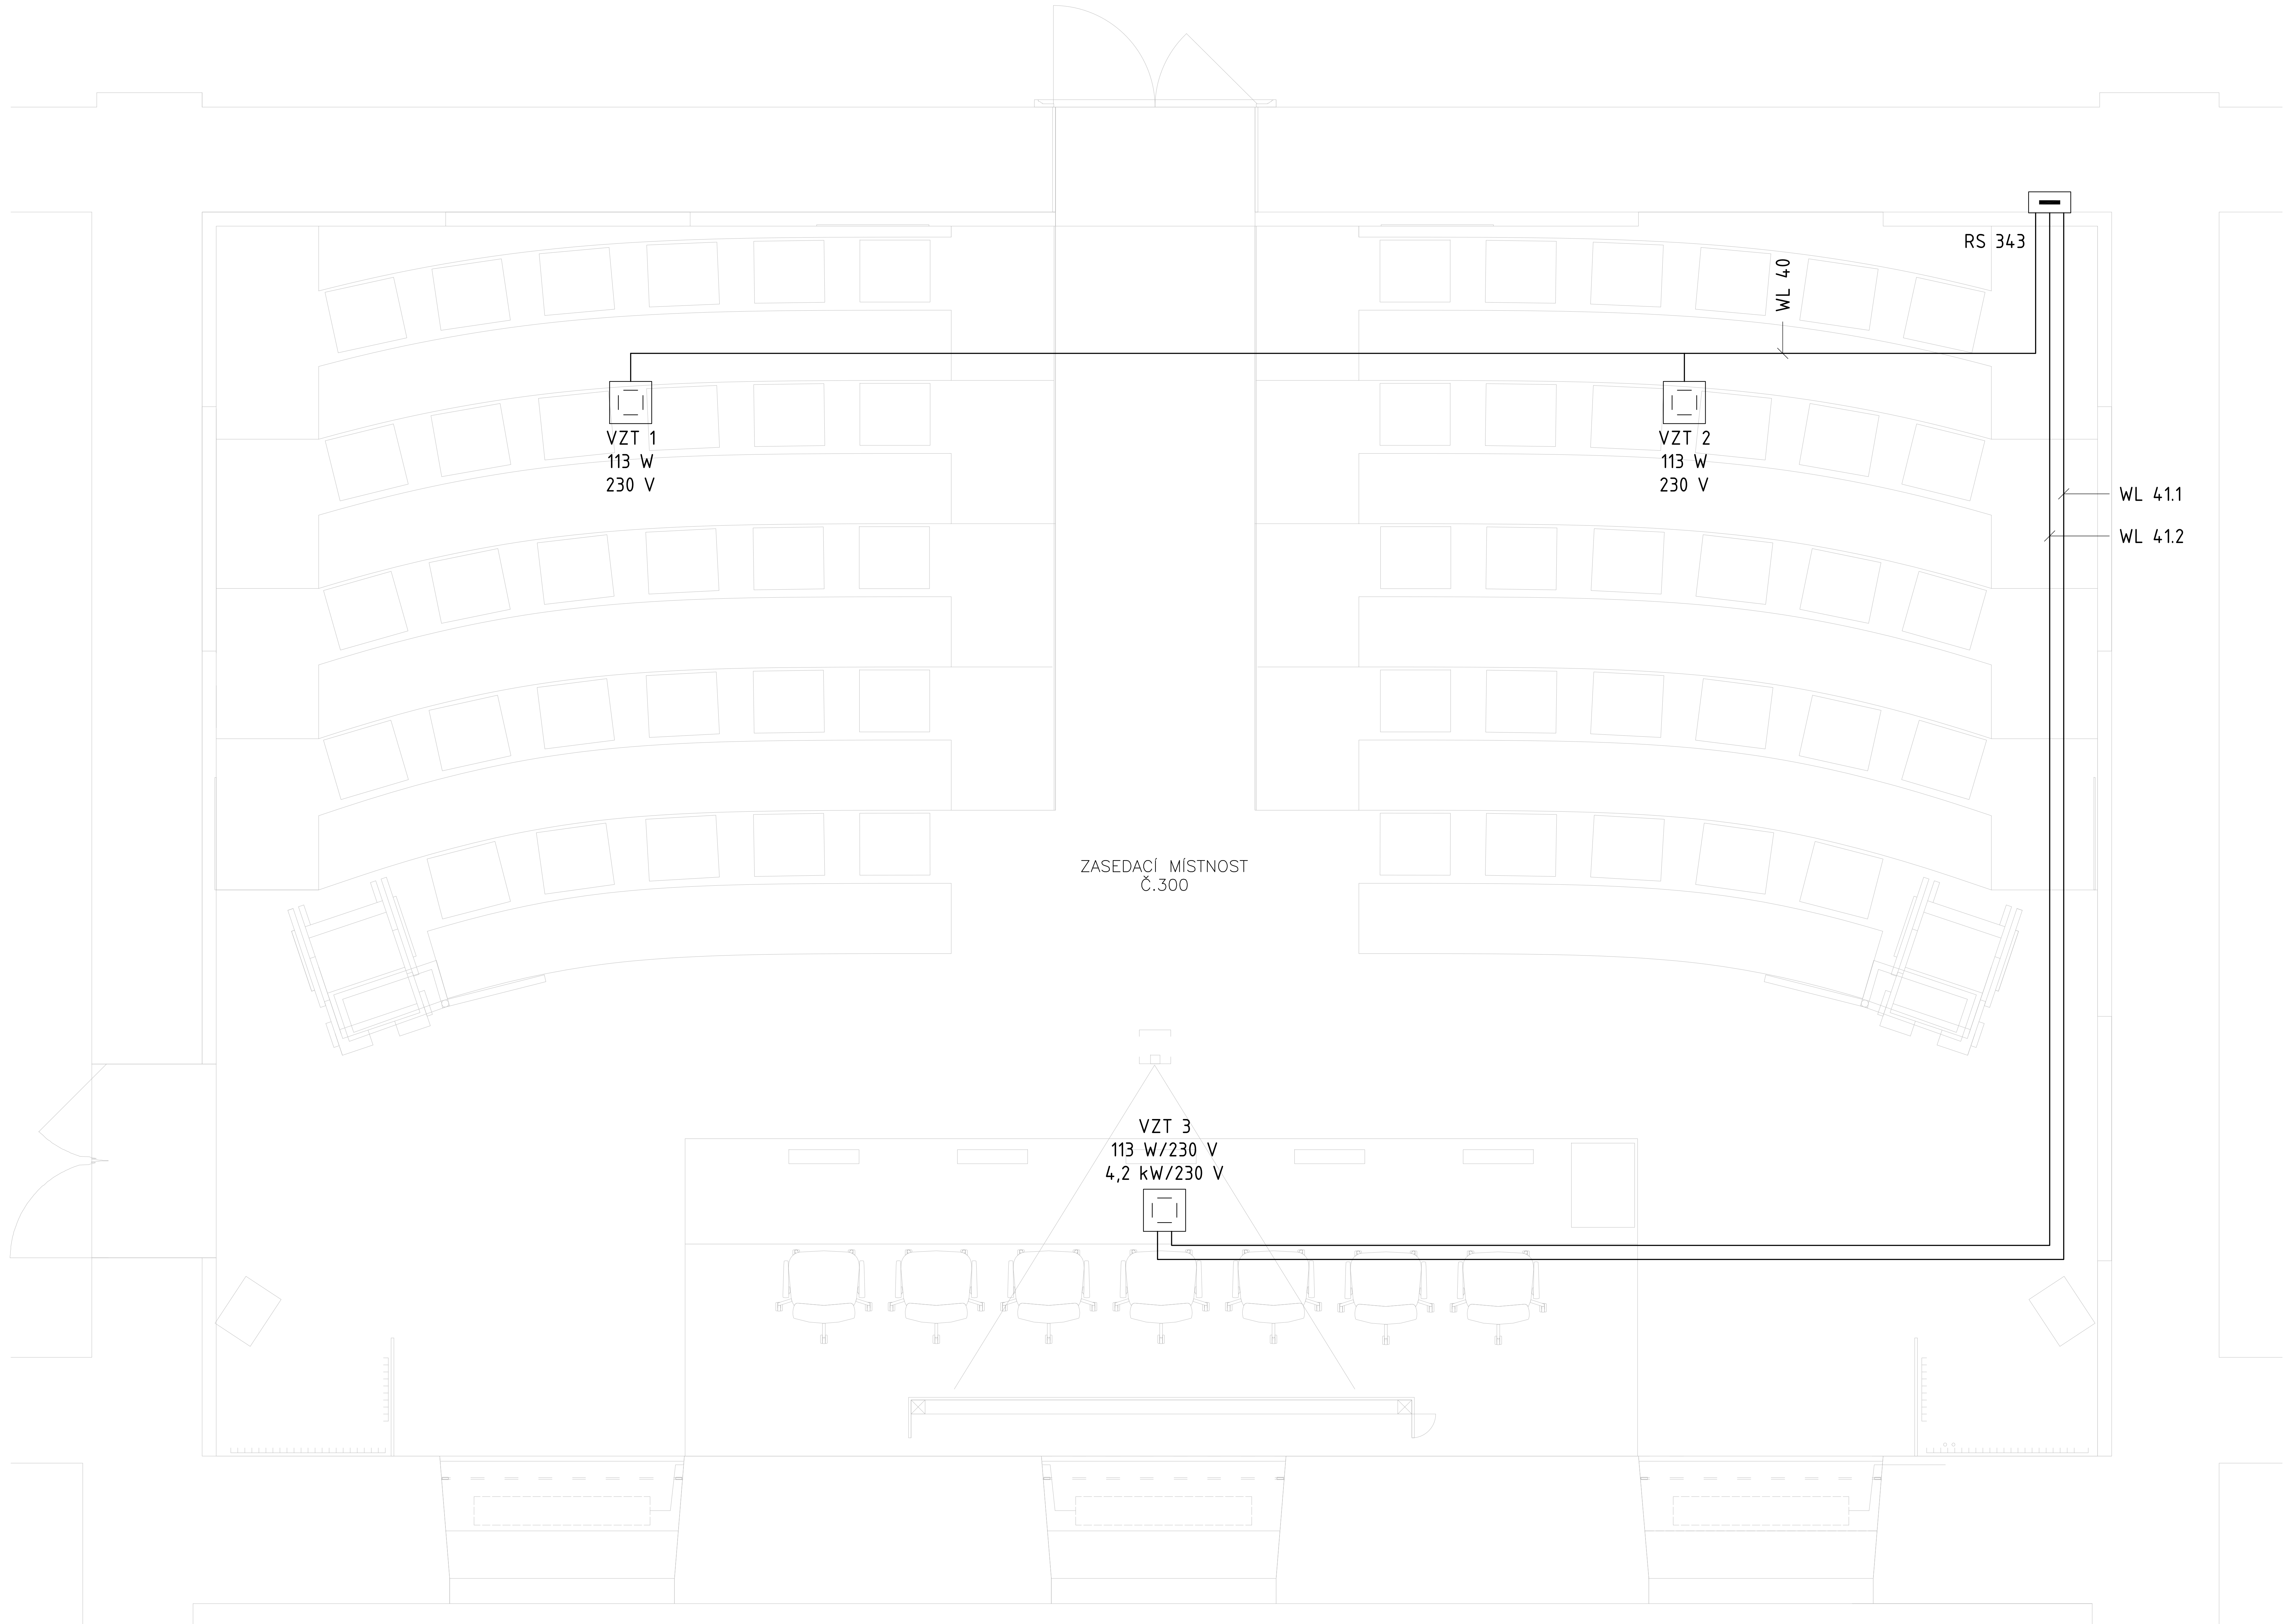 RS 343
WL 40
VZT 1
113 W
230 V
VZT 2
113 W
230 V
WL 41.1
WL 41.2
ZASEDACÍ MÍSTNOST
Č.300
VZT 3
113 W/230 V
4,2 kW/230 V